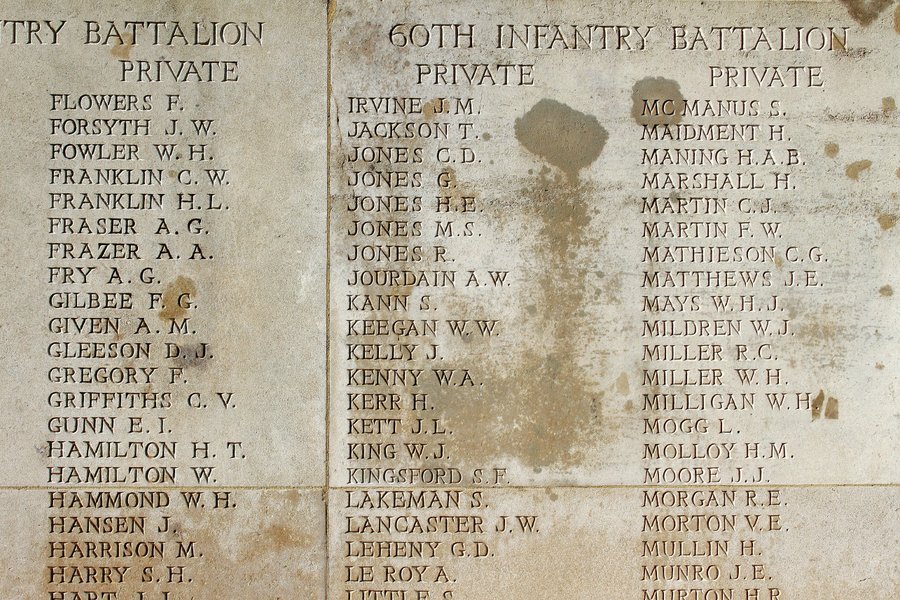 TRY BATTALION
PRIVATE
FLOWERS F.
FORSYTH J. W.
FOWLER W. H.
FRANKLIN C. W.
FRANKLIN H. L.
FRASER A. G.
FRAZER A. A.
FRY A. G.
GILBEE F. G.
GIVEN A. M.
GLEESON D. J.
GREGORY F.
GRIFFITHS C. V.
GUNN E. I.
HAMILTON H. T.
HAMILTON W.
HAMMOND W. H.
HANSEN J.
HARRISON M.
HARRY S. H.
HART J. J.
60TH INFANTRY BATTALION
PRIVATE
IRVINE J. M.
JACKSON T.
JONES C. D.
JONES G.
JONES H. E.
JONES M. S.
JONES R.
JOURDAIN A. W.
KANN S.
KEEGAN W. W.
KELLY J.
KENNY W. A.
KERR H.
KETT J. L.
KING W. J.
KINGSFORD S. F.
LAKEMAN S.
LANCASTER J. W.
LEHENY G. D.
LE ROY A.
LITTLE S.
PRIVATE
MC MANUS S.
MAIDMENT H.
MANING H. A. B.
MARSHALL H.
MARTIN C. J.
MARTIN F. W.
MATHIESON C. G.
MATTHEWS J. E.
MAYS W. H. J.
MILDREN W. J.
MILLER R. C.
MILLER W. H.
MILLIGAN W. H.
MOGG L.
MOLLOY H. M.
MOORE J. J.
MORGAN R. E.
MORTON V. E.
MULLIN H.
MUNRO J. E.
MURTON H. R.